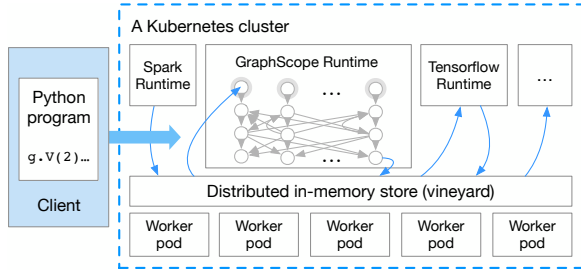 A Kubernetes cluster
Spark
Runtime
GraphScope Runtime
...
...
Tensorflow
Runtime
...
Python
program
g.V(2)…
Client
Distributed in-memory store (vineyard)
Worker
pod
Worker
pod
Worker
pod
Worker
pod
Worker
pod